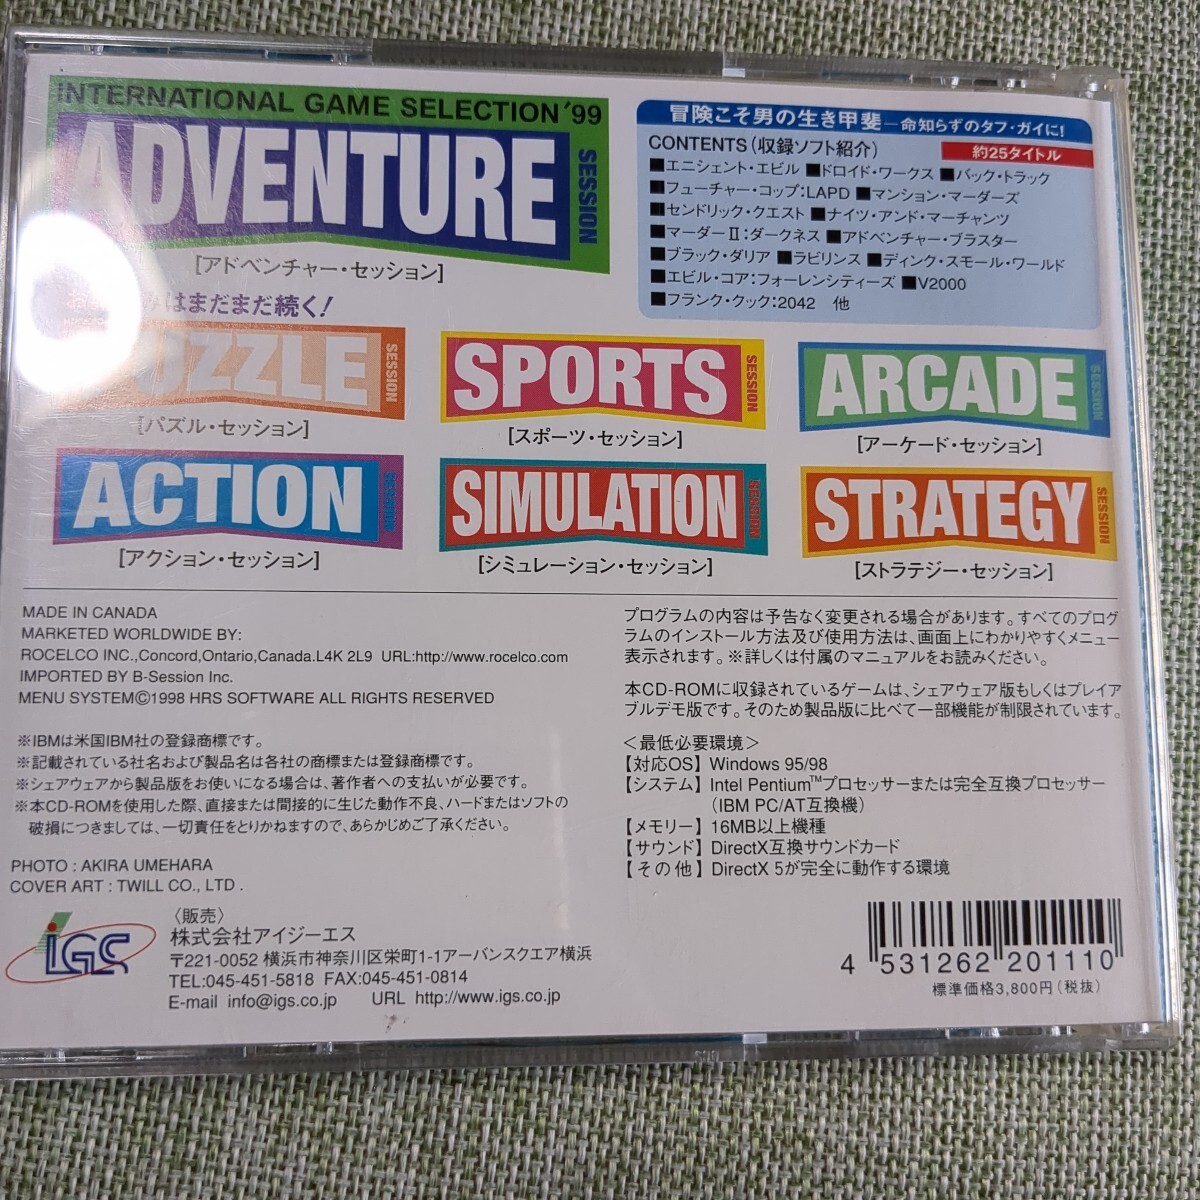 INTERNATIONAL GAME SELECTION '99
ADVENTURE
SESSION
[アドベンチャー・セッション]
冒険こそ男の生き甲斐—命知らずのタフ・ガイに!
CONTENTS(収録ソフト紹介)
約25タイトル
■エニシェント・エビル ■ドロイド・ワークス ■バック・トラック
■フューチャー・コップ:LAPD ■マンション・マーダーズ
■センドリック・クエスト ■ナイツ・アンド・マーチャンツ
■マーダーⅡ:ダークネス ■アドベンチャー・ブラスター
■ブラック・ダリア ■ラビリンス ■ディンク・スモール・ワールド
■エビル・コア:フォーレンシティーズ ■V2000
■フランク・クック:2042 他
はまだまだ続く!
PUZZLE
SESSION
[パズル・セッション]
SPORTS
SESSION
[スポーツ・セッション]
ARCADE
SESSION
[アーケード・セッション]
ACTION
SESSION
[アクション・セッション]
SIMULATION
SESSION
[シミュレーション・セッション]
STRATEGY
SESSION
[ストラテジー・セッション]
MADE IN CANADA
MARKETED WORLDWIDE BY:
ROCELCO INC.,Concord,Ontario,Canada.L4K 2L9 URL:http://www.rocelco.com
IMPORTED BY B-Session Inc.
MENU SYSTEM©1998 HRS SOFTWARE ALL RIGHTS RESERVED
※IBMは米国IBM社の登録商標です。
※記載されている社名および製品名は各社の商標または登録商標です。
※シェアウェアから製品版をお使いになる場合は、著作者への支払いが必要です。
※本CD-ROMを使用した際、直接または間接的に生じた動作不良、ハードまたはソフトの
破損につきましては、一切責任をとりかねますので、あらかじめご了承ください。
PHOTO : AKIRA UMEHARA
COVER ART : TWILL CO., LTD .
プログラムの内容は予告なく変更される場合があります。すべてのプログ
ラムのインストール方法及び使用方法は、画面上にわかりやすくメニュー
表示されます。※詳しくは付属のマニュアルをお読みください。
本CD-ROMに収録されているゲームは、シェアウェア版もしくはプレイア
ブルデモ版です。そのため製品版に比べて一部機能が制限されています。
<最低必要環境>
【対応OS】 Windows 95/98
【システム】 Intel Pentium™プロセッサーまたは完全互換プロセッサー
(IBM PC/AT互換機)
【メモリー】 16MB以上機種
【サウンド】 DirectX互換サウンドカード
【その他】 DirectX 5が完全に動作する環境
iGS
〈販売〉
株式会社アイジーエス
〒221-0052 横浜市神奈川区栄町1-1アーバンスクエア横浜
TEL:045-451-5818 FAX:045-451-0814
E-mail info@igs.co.jp URL http://www.igs.co.jp
4 531262 201110
標準価格3,800円(税抜)